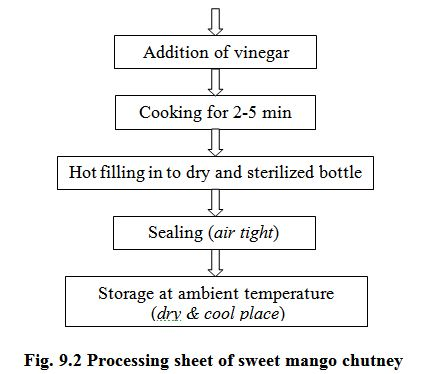 Addition of vinegar
Cooking for 2-5 min
Hot filling in to dry and sterilized bottle
Sealing (air tight)
Storage at ambient temperature
(dry & cool place)
Fig. 9.2 Processing sheet of sweet mango chutney